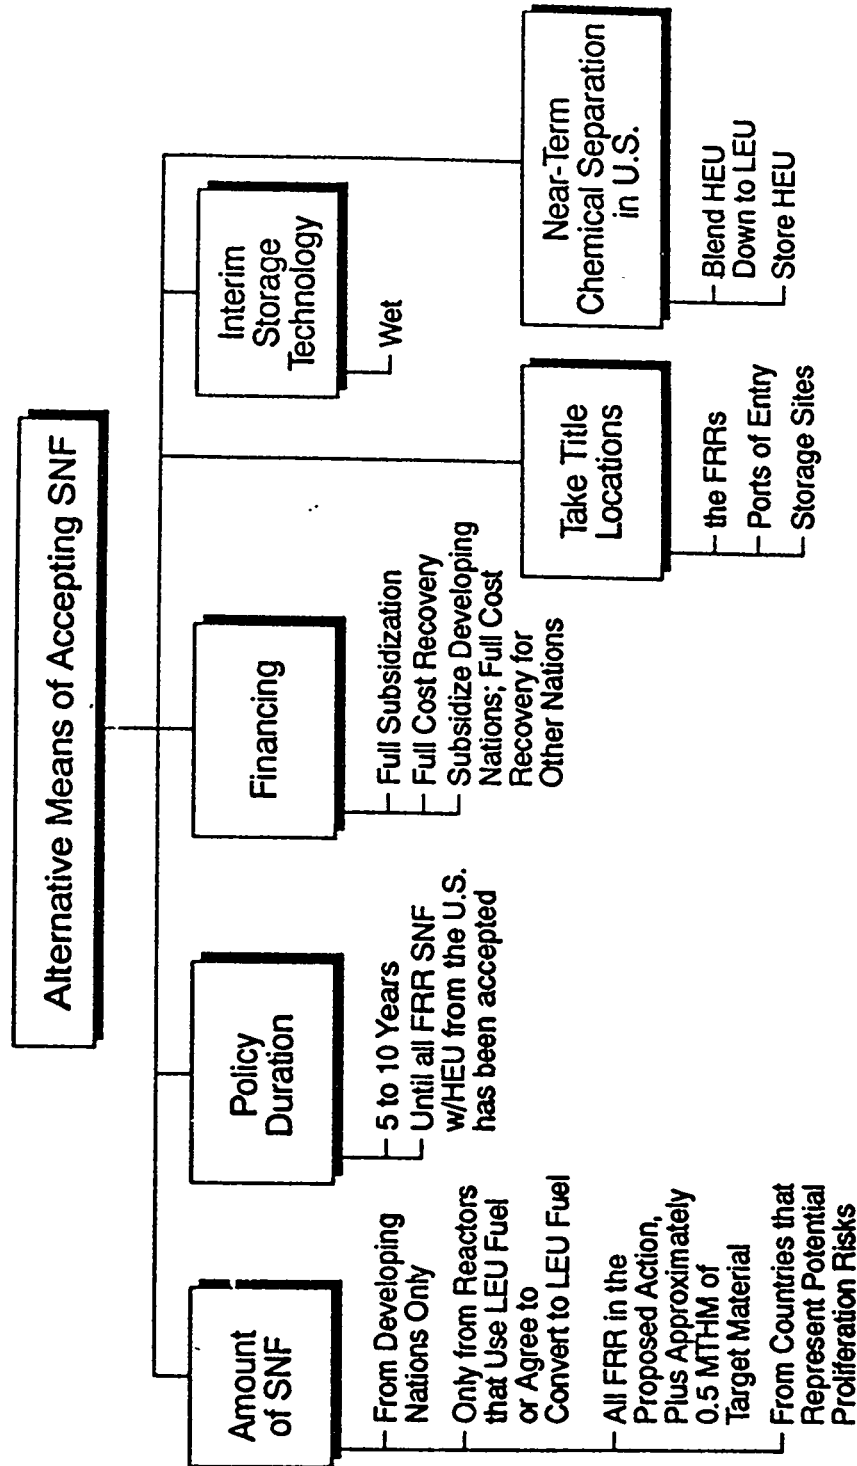 Alternative Means of Accepting SNF
Amount
of SNF
From Developing
Nations Only
Only from Reactors
that Use LEU Fuel
or Agree to
Convert to LEU Fuel
All FRR in the
Proposed Action,
Plus Approximately
0.5 MTHM of
Target Material
From Countries that
Represent Potential
Proliferation Risks
Policy
Duration
5 to 10 Years
Until all FRR SNF
w/HEU from the U.S.
has been accepted
Financing
Full Subsidization
Full Cost Recovery
Subsidize Developing
Nations; Full Cost
Recovery for
Other Nations
Interim
Storage
Technology
Wet
Take Title
Locations
the FRRs
Ports of Entry
Storage Sites
Near-Term
Chemical Separation
in U.S.
Blend HEU
Down to LEU
Store HEU